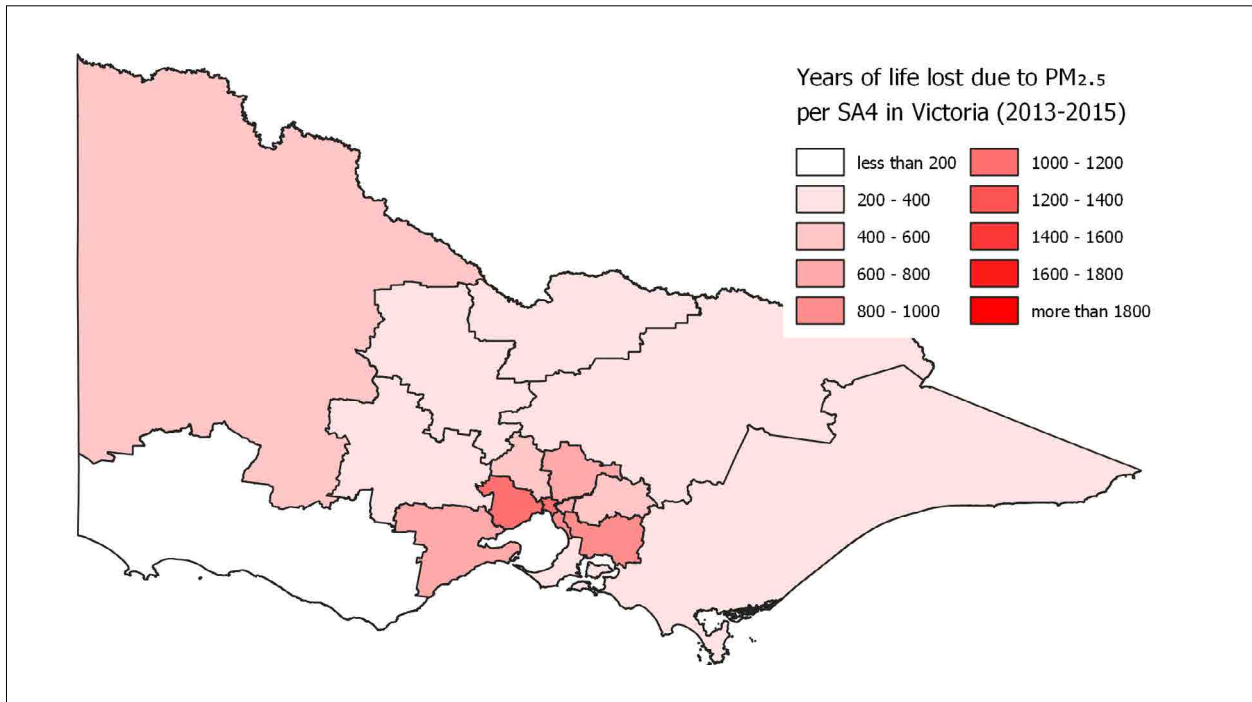 Years of life lost due to PM₂.₅
per SA4 in Victoria (2013-2015)
less than 200
200 - 400
400 - 600
600 - 800
800 - 1000
1000 - 1200
1200 - 1400
1400 - 1600
1600 - 1800
more than 1800